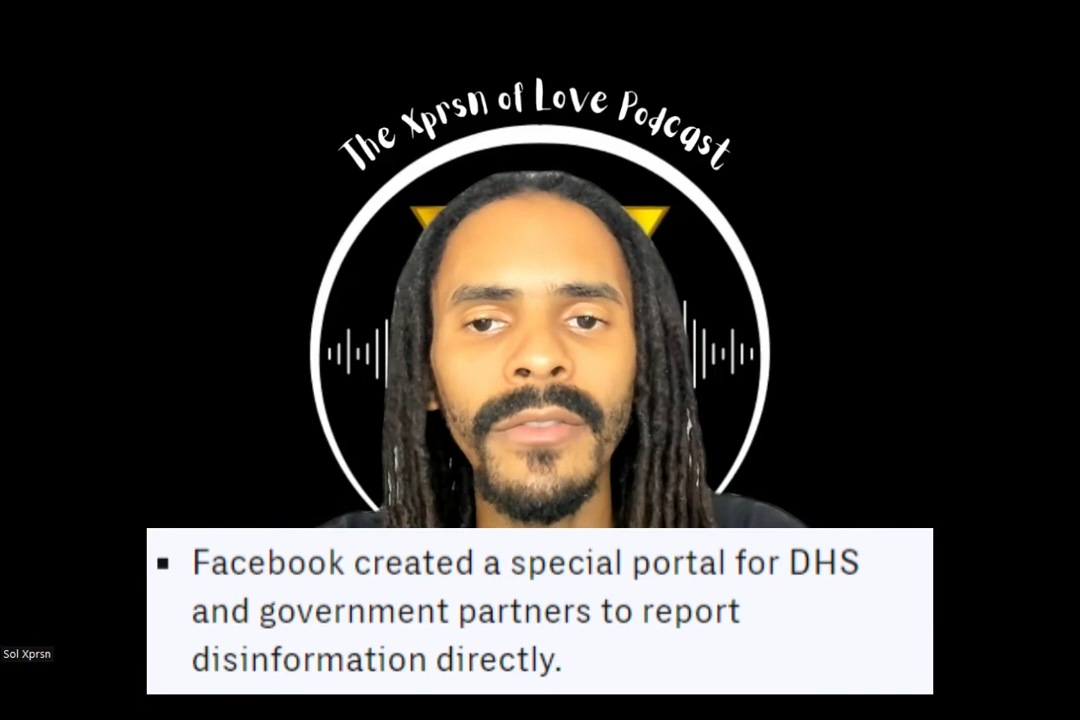 The Xprsn of Love Podcast
▪ Facebook created a special portal for DHS
and government partners to report
disinformation directly.
Sol Xprsn